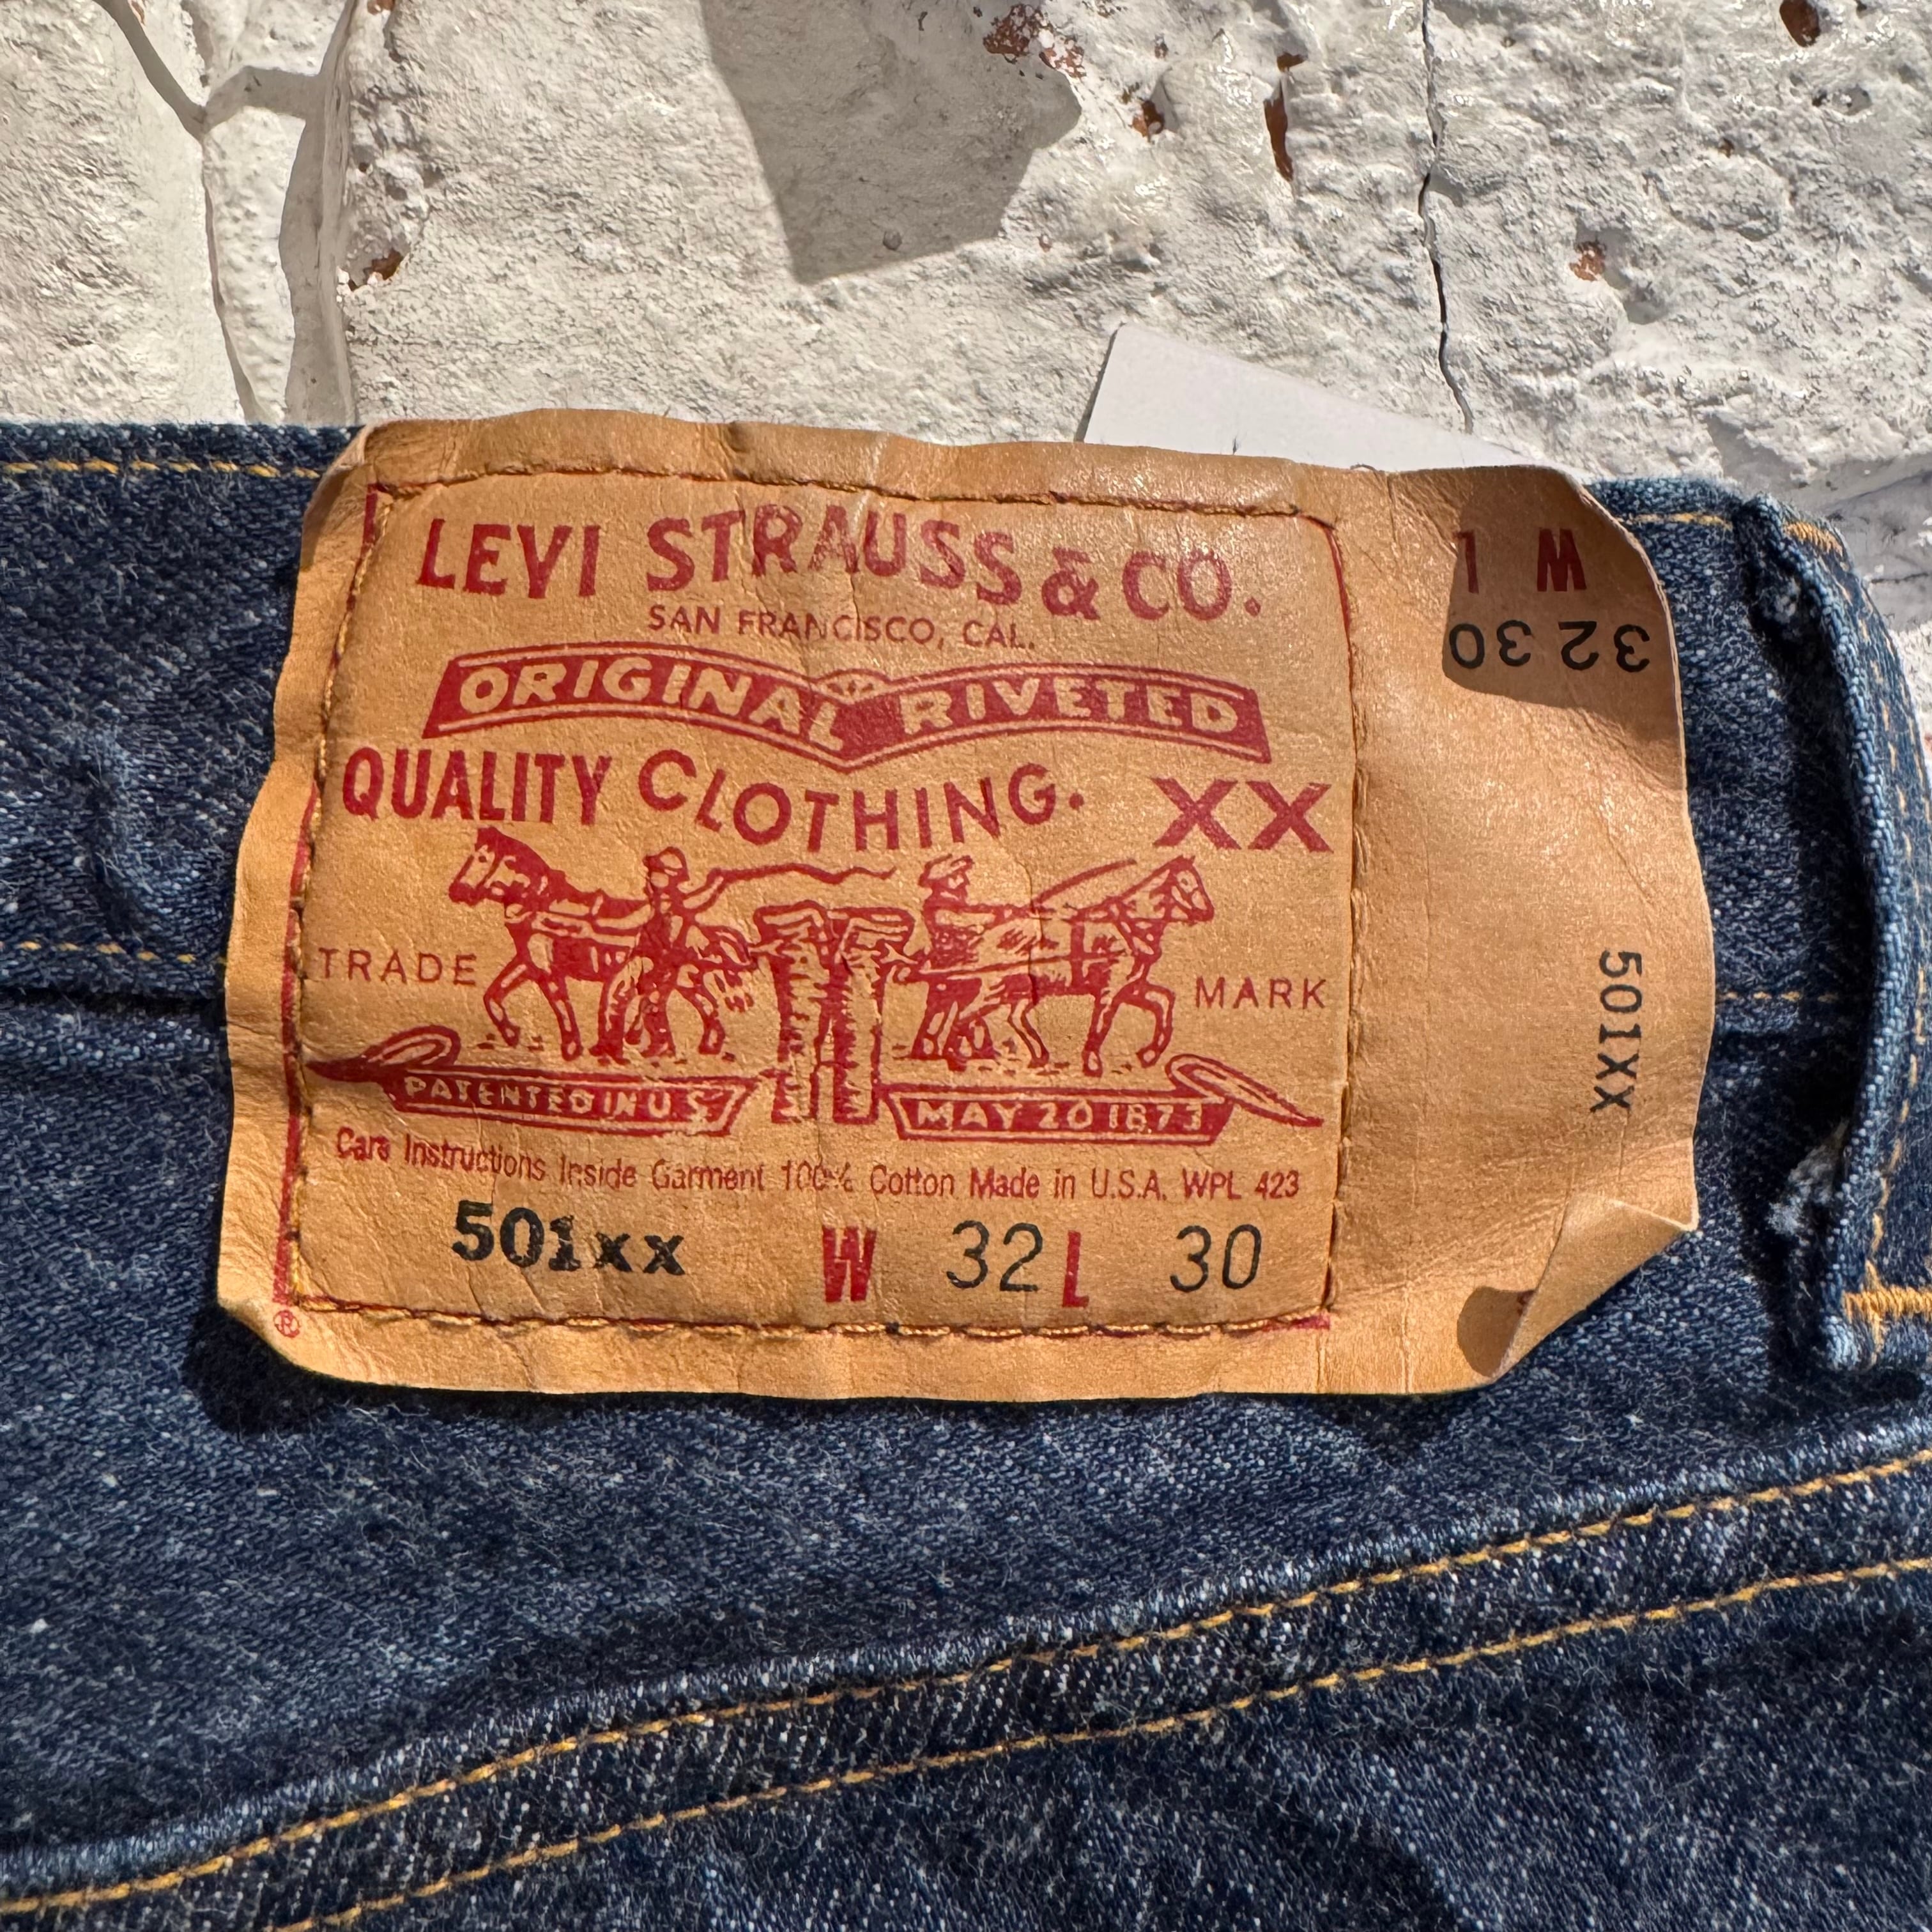 LEVI STRAUSS & CO.
SAN FRANCISCO, CAL.
ORIGINAL RIVETED
QUALITY CLOTHING. XX
TRADE MARK
PATENTED IN U S
MAY 20 1873
Care Instructions Inside Garment 100% Cotton Made in U.S.A. WPL 423
501xx W 32 L 30
®
W L
32 30
501XX